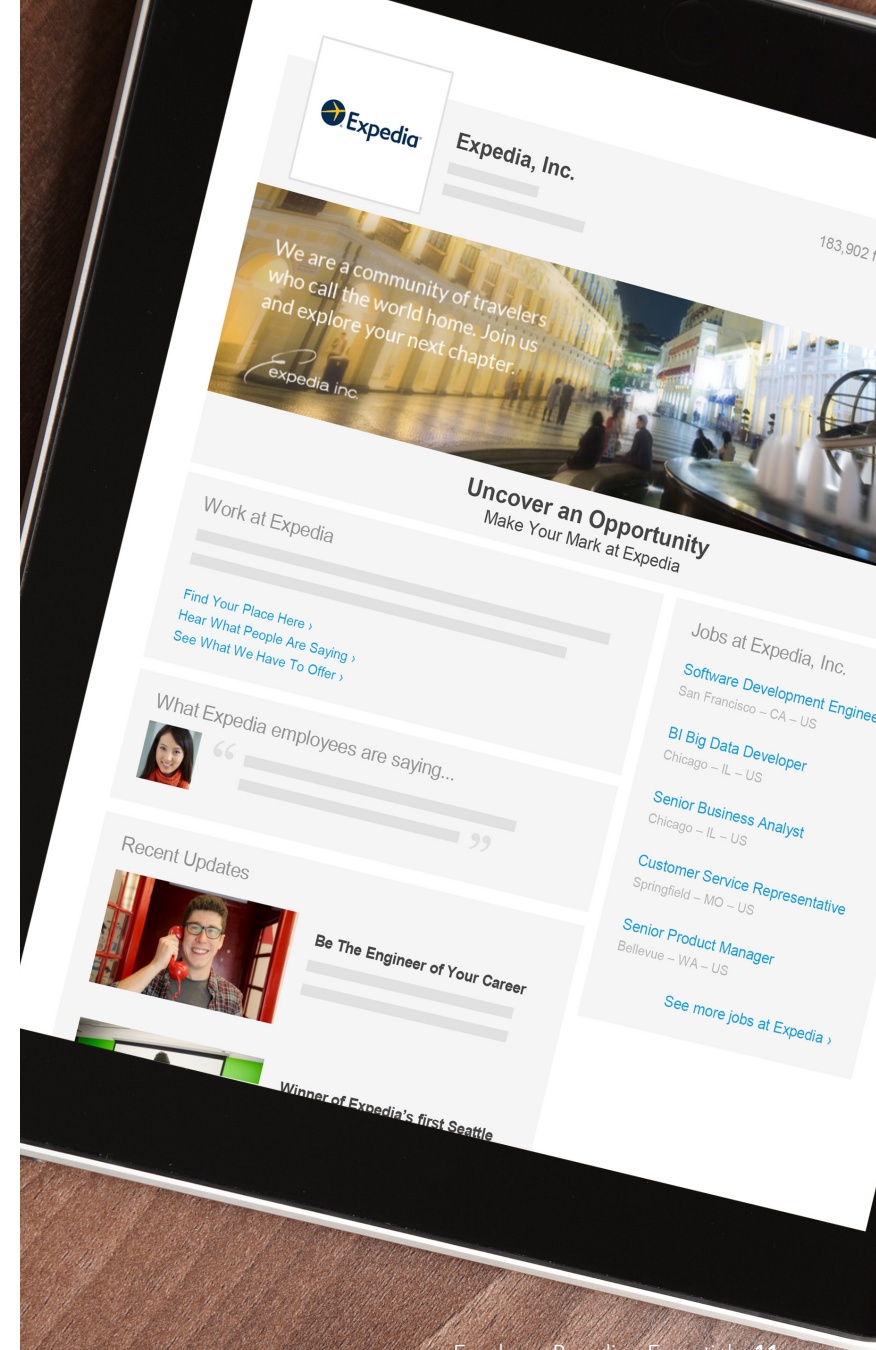 Expedia
Expedia, Inc.
183,902
We are a community of travelers
who call the world home. Join us
and explore your next chapter.
expedia inc.
Uncover an Opportunity
Make Your Mark at Expedia
Work at Expedia
Find Your Place Here ›
Hear What People Are Saying ›
See What We Have To Offer ›
What Expedia employees are saying...
“
”
Recent Updates
Be The Engineer of Your Career
Winner of Expedia's first Seattle
Jobs at Expedia, Inc.
Software Development
San Francisco – CA – US
BI Big Data Developer
Chicago – IL – US
Senior Business Analyst
Chicago – IL – US
Customer Service Representative
Springfield – MO – US
Senior Product Manager
Bellevue – WA – US
See more jobs at Expedia ›